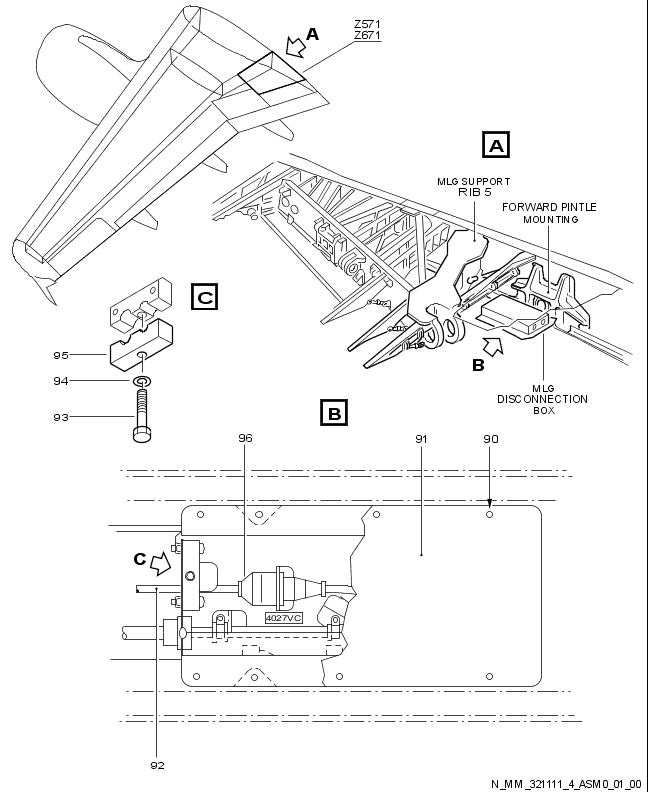 Z571
Z671
A
A
MLG SUPPORT
RIB 5
FORWARD PINTLE
MOUNTING
C
95
94
93
B
MLG
DISCONNECTION
BOX
B
96
91
90
C
4027VC
92
N_MM_321111_4_ASM0_01_00